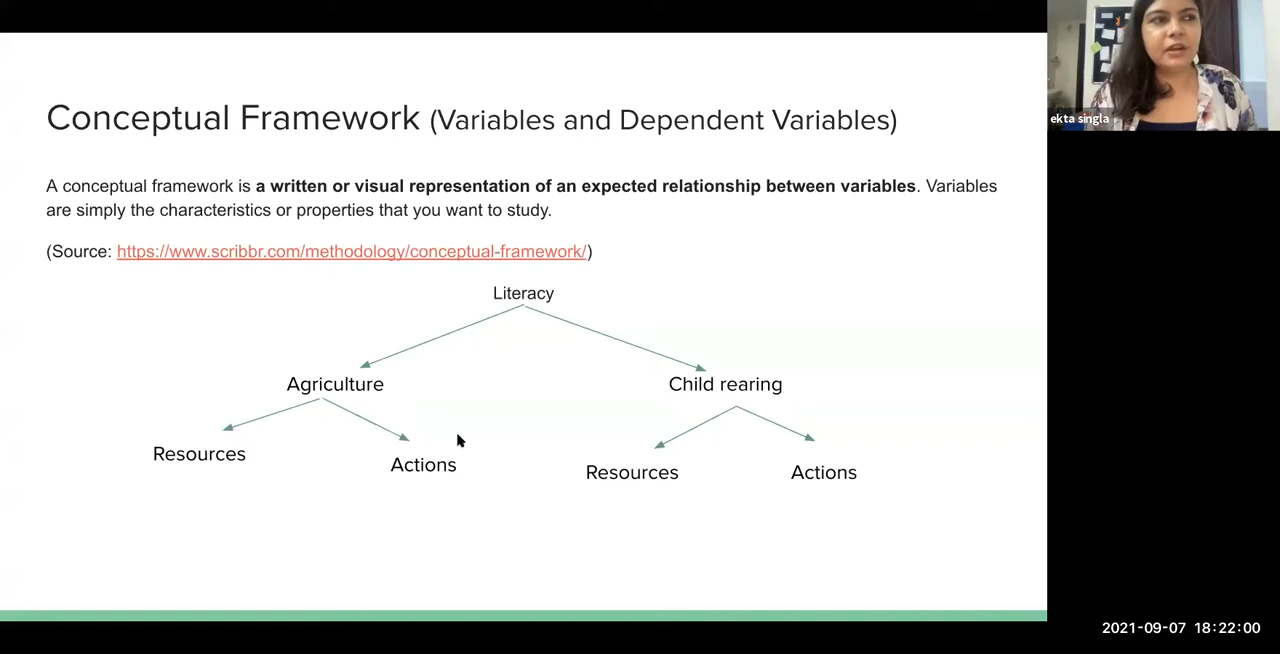 Conceptual Framework (Variables and Dependent Variables)
ekta singla
A conceptual framework is a written or visual representation of an expected relationship between variables. Variables
are simply the characteristics or properties that you want to study.
(Source: https://www.scribbr.com/methodology/conceptual-framework/)
Literacy
Agriculture
Child rearing
Resources
Actions
Resources
Actions
2021-09-07 18:22:00